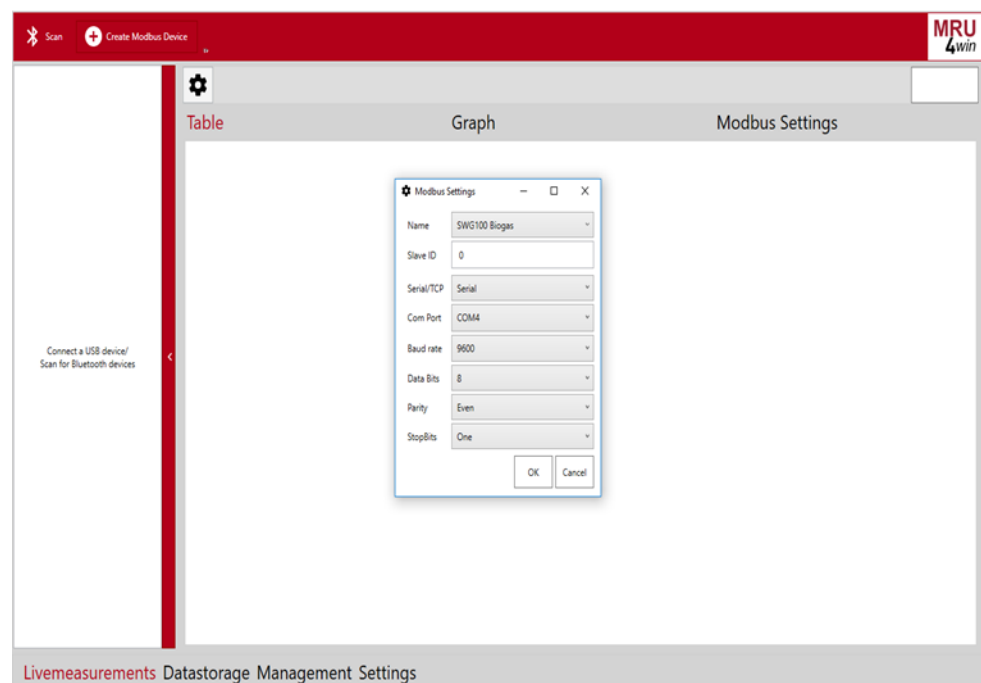 Scan
Create Modbus Device
MRU
4win
Table Graph Modbus Settings
Modbus Settings
Name SWG100 Biogas
Slave ID 0
Serial/TCP Serial
Com Port COM4
Baud rate 9600
Data Bits 8
Parity Even
StopBits One
OK Cancel
Connect a USB device/
Scan for Bluetooth devices
Livemeasurements Datastorage Management Settings